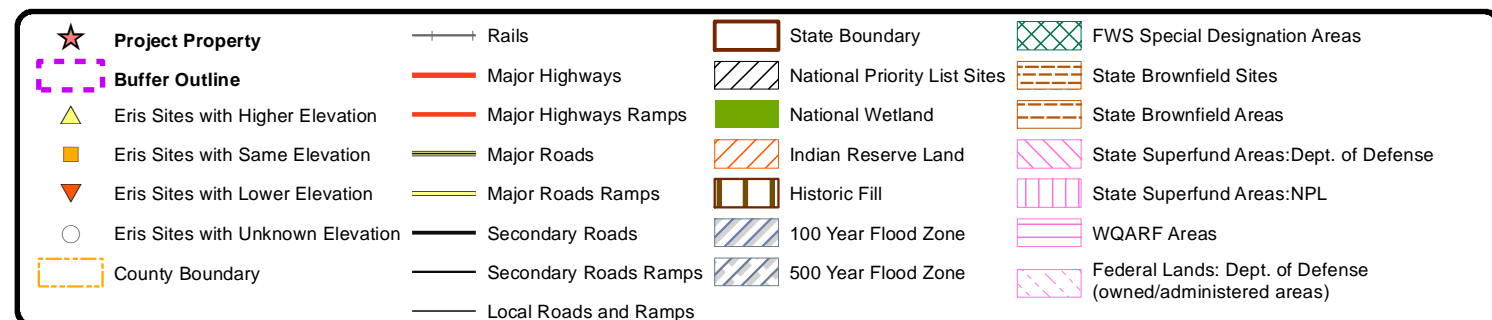 Project Property
Buffer Outline
Eris Sites with Higher Elevation
Eris Sites with Same Elevation
Eris Sites with Lower Elevation
Eris Sites with Unknown Elevation
County Boundary
Rails
Major Highways
Major Highways Ramps
Major Roads
Major Roads Ramps
Secondary Roads
Secondary Roads Ramps
Local Roads and Ramps
State Boundary
National Priority List Sites
National Wetland
Indian Reserve Land
Historic Fill
100 Year Flood Zone
500 Year Flood Zone
FWS Special Designation Areas
State Brownfield Sites
State Brownfield Areas
State Superfund Areas:Dept. of Defense
State Superfund Areas:NPL
WQARF Areas
Federal Lands: Dept. of Defense
(owned/administered areas)